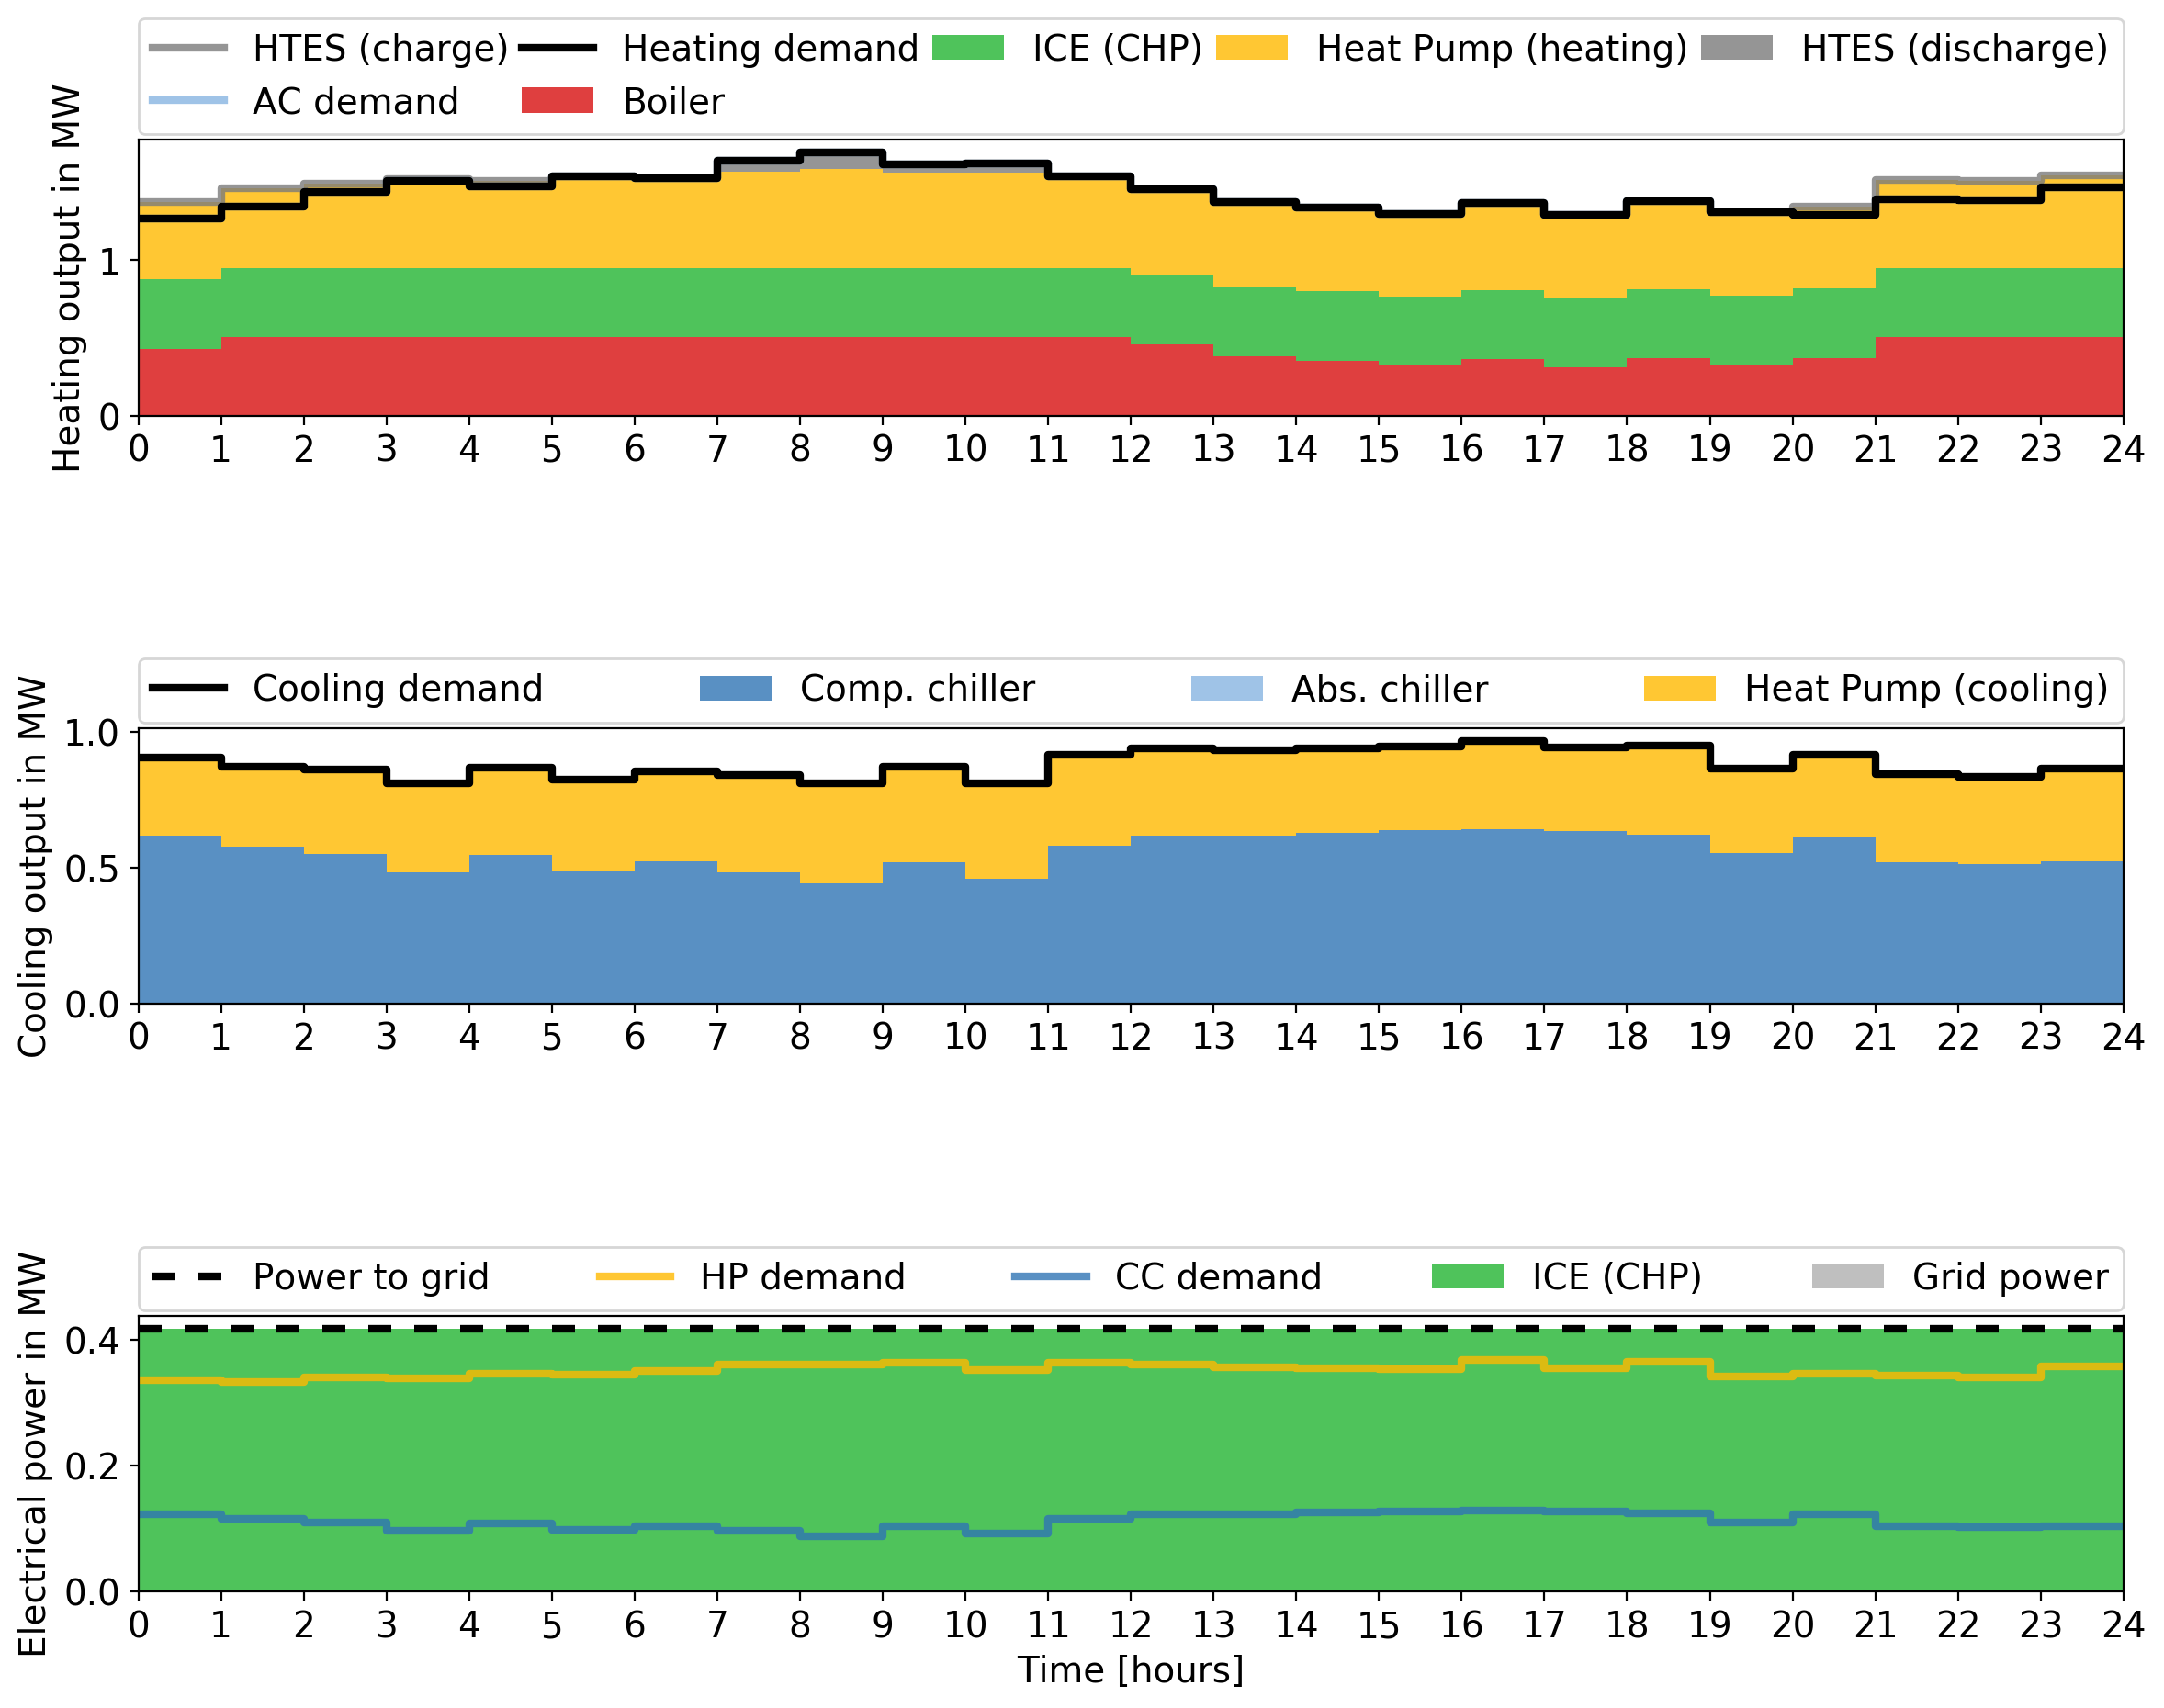 HTES (charge) Heating demand ICE (CHP) Heat Pump (heating) HTES (discharge)
AC demand Boiler
Heating output in MW
1
0
0 1 2 3 4 5 6 7 8 9 10 11 12 13 14 15 16 17 18 19 20 21 22 23 24
Cooling demand Comp. chiller Abs. chiller Heat Pump (cooling)
Cooling output in MW
1.0
0.5
0.0
0 1 2 3 4 5 6 7 8 9 10 11 12 13 14 15 16 17 18 19 20 21 22 23 24
Power to grid HP demand CC demand ICE (CHP) Grid power
Electrical power in MW
0.4
0.2
0.0
0 1 2 3 4 5 6 7 8 9 10 11 12 13 14 15 16 17 18 19 20 21 22 23 24
Time [hours]